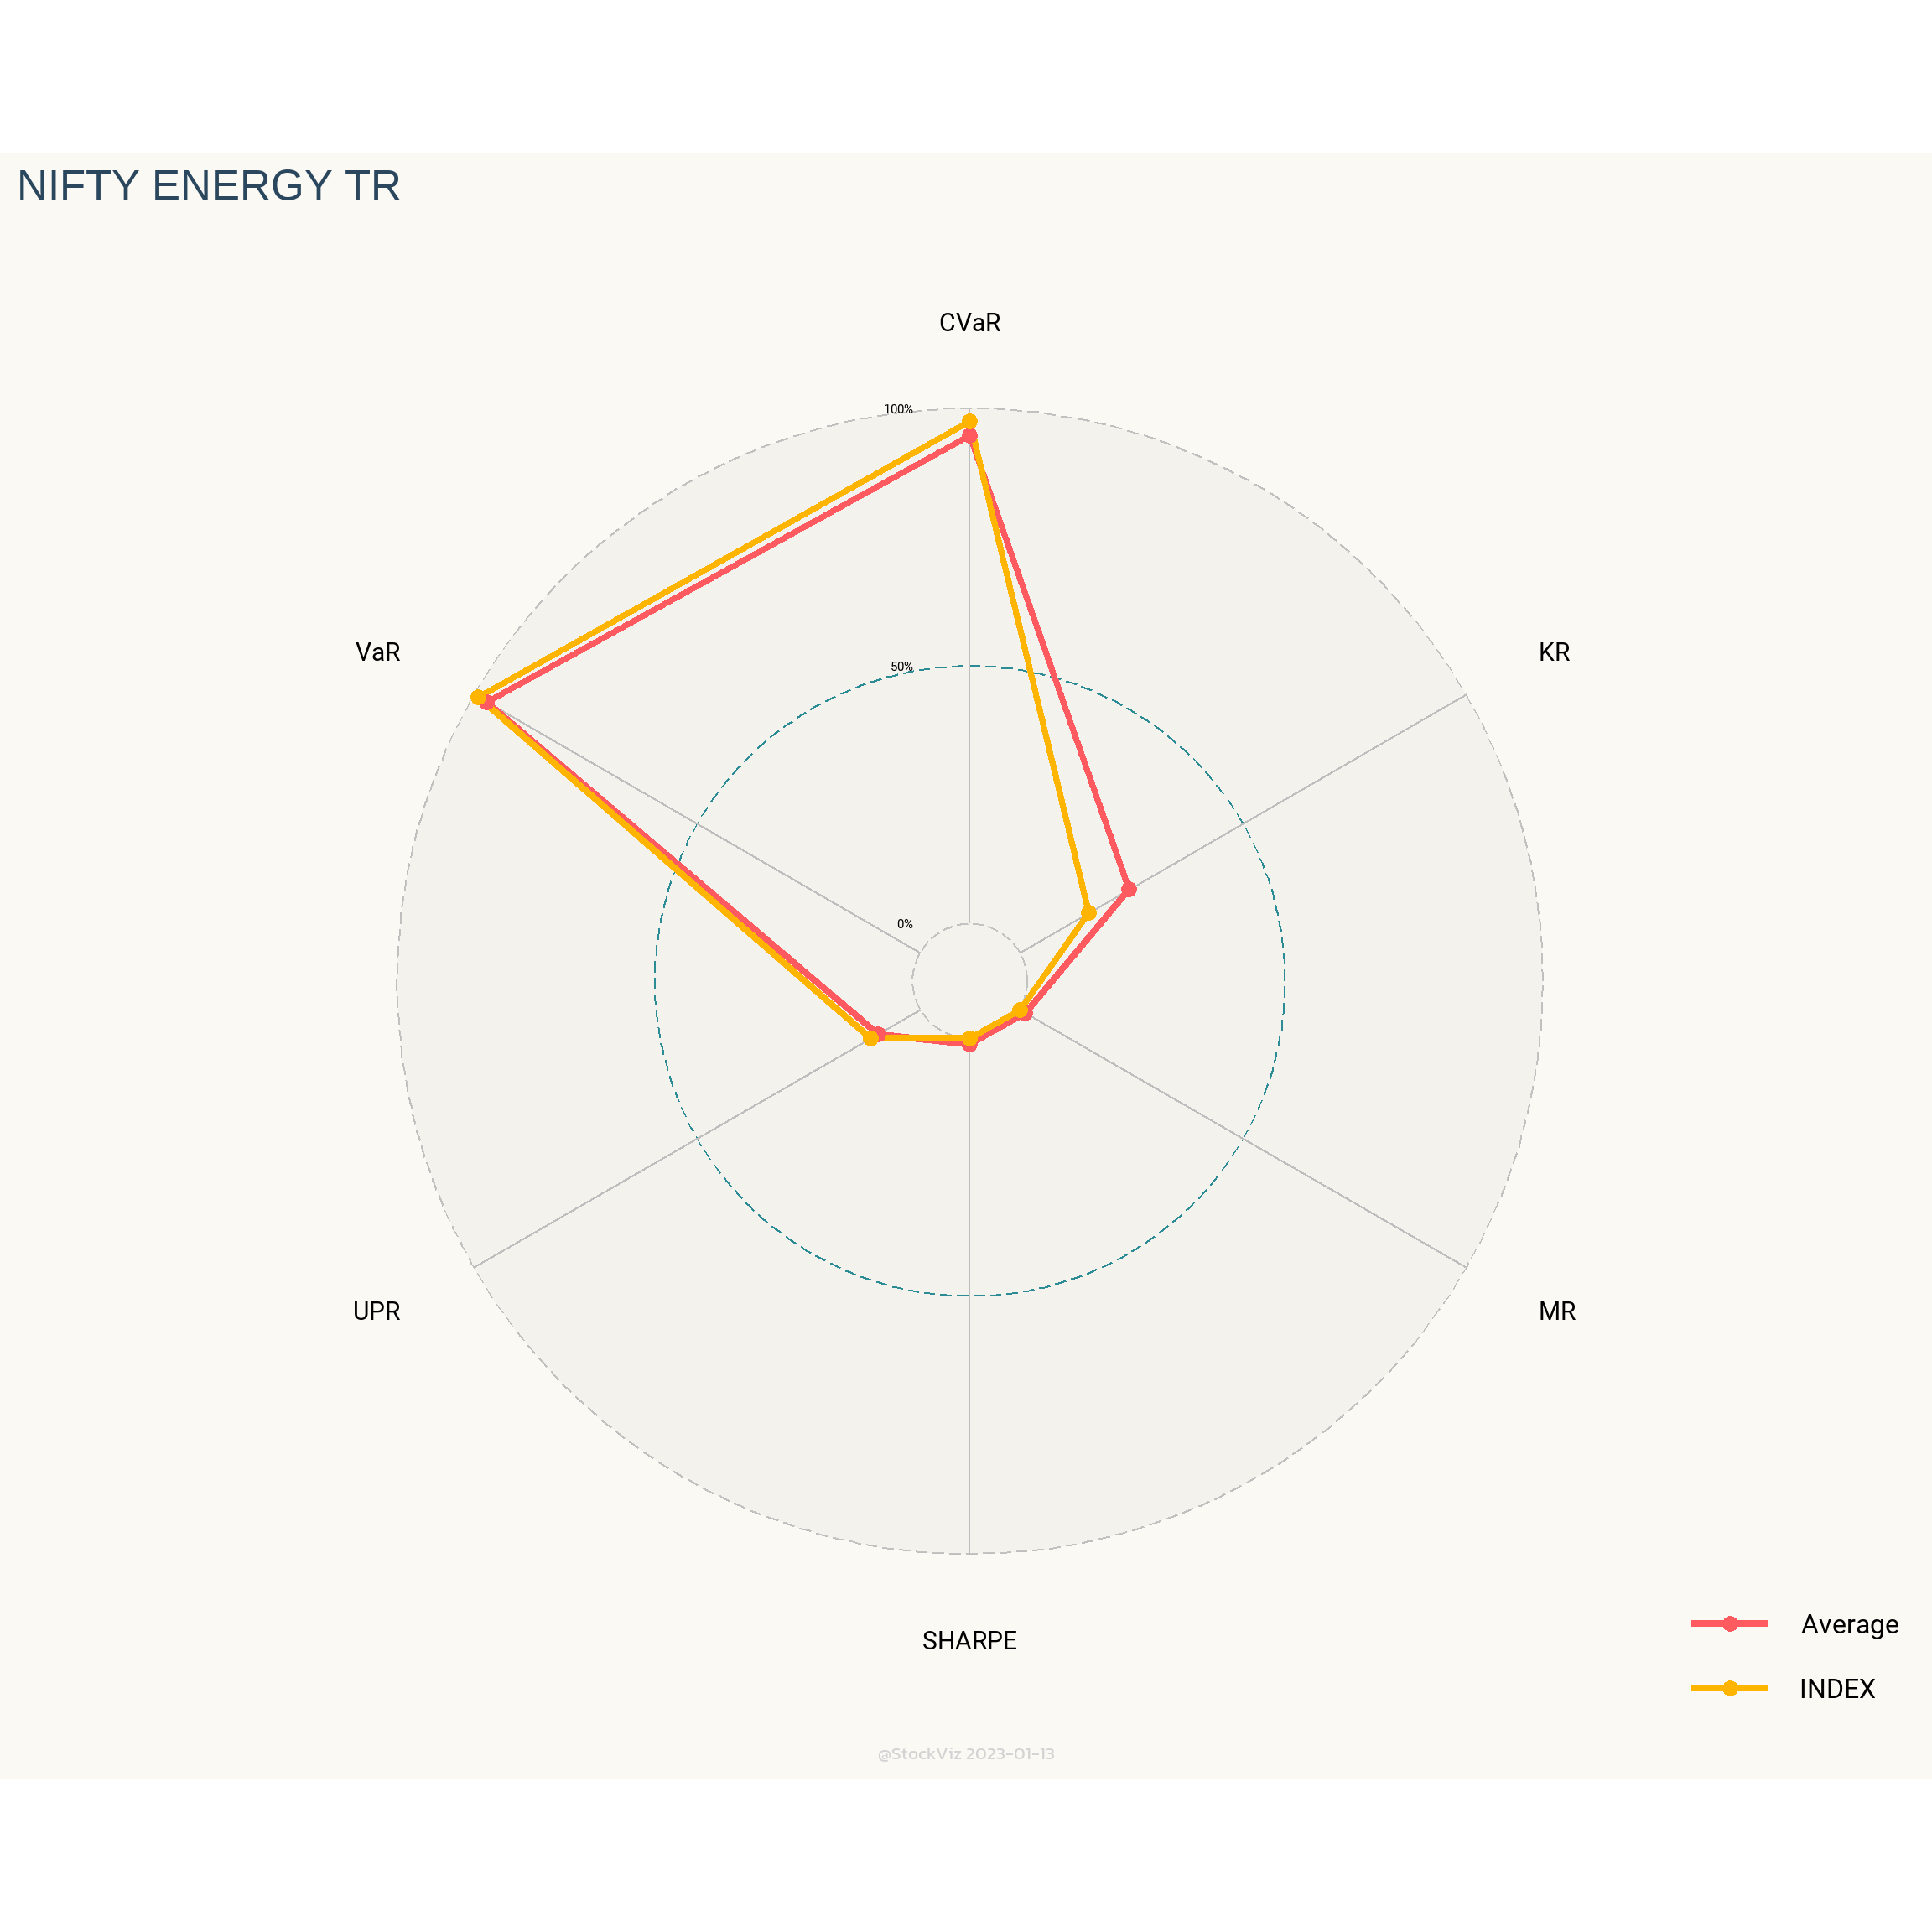 NIFTY ENERGY TR
CVaR
100%
VaR
KR
50%
0%
UPR
MR
SHARPE
Average
INDEX
@StockViz 2023-01-13